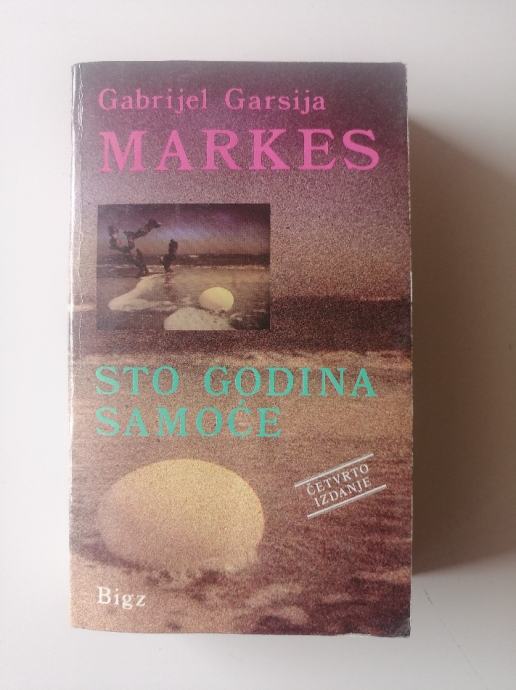 Gabrijel Garsija
MARKES
STO GODINA
SAMOĆE
ČETVRTO
IZDANJE
Bigz